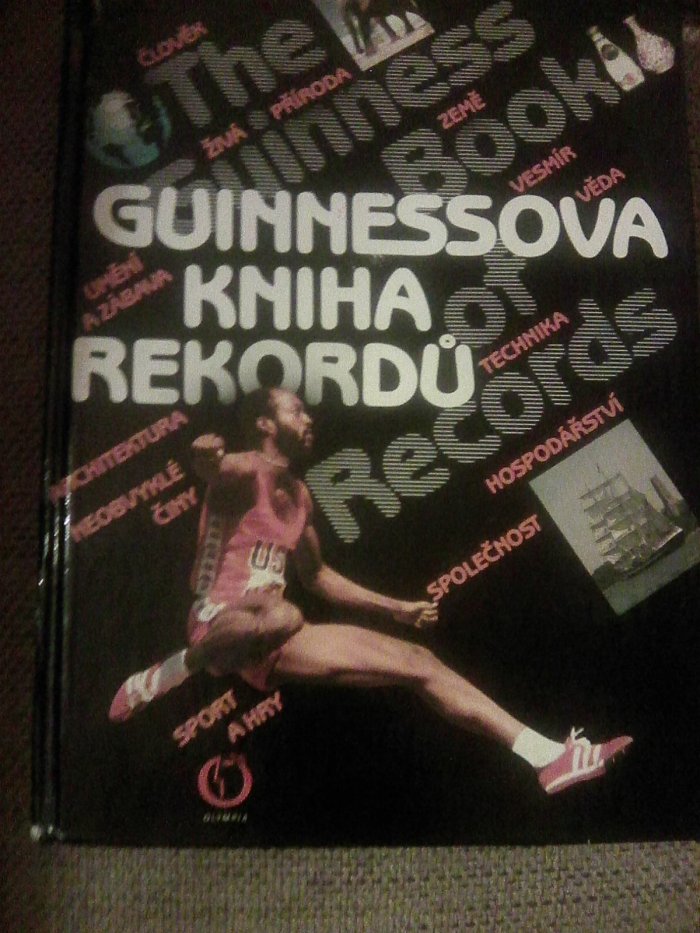 ČLOVĚK
The
Guinness
Book
of
Records
ŽIVÁ PŘÍRODA
ZEMĚ
VESMÍR
VĚDA
GUINNESSOVA
KNIHA
REKORDŮ
UMĚNÍ
A ZÁBAVA
TECHNIKA
ARCHITEKTURA
HOSPODÁŘSTVÍ
NEOBVYKLÉ
ČINY
SPOLEČNOST
US
SPORT
A HRY
OLYMPIA